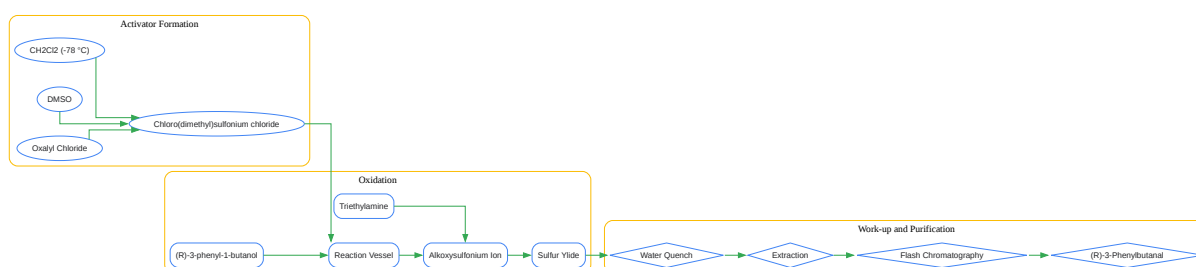 Activator Formation
CH2Cl2 (-78 °C)
DMSO
Chloro(dimethyl)sulfonium chloride
Oxalyl Chloride
Oxidation
Triethylamine
(R)-3-phenyl-1-butanol
Reaction Vessel
Alkoxysulfonium Ion
Sulfur Ylide
Work-up and Purification
Water Quench
Extraction
Flash Chromatography
(R)-3-Phenylbutanal